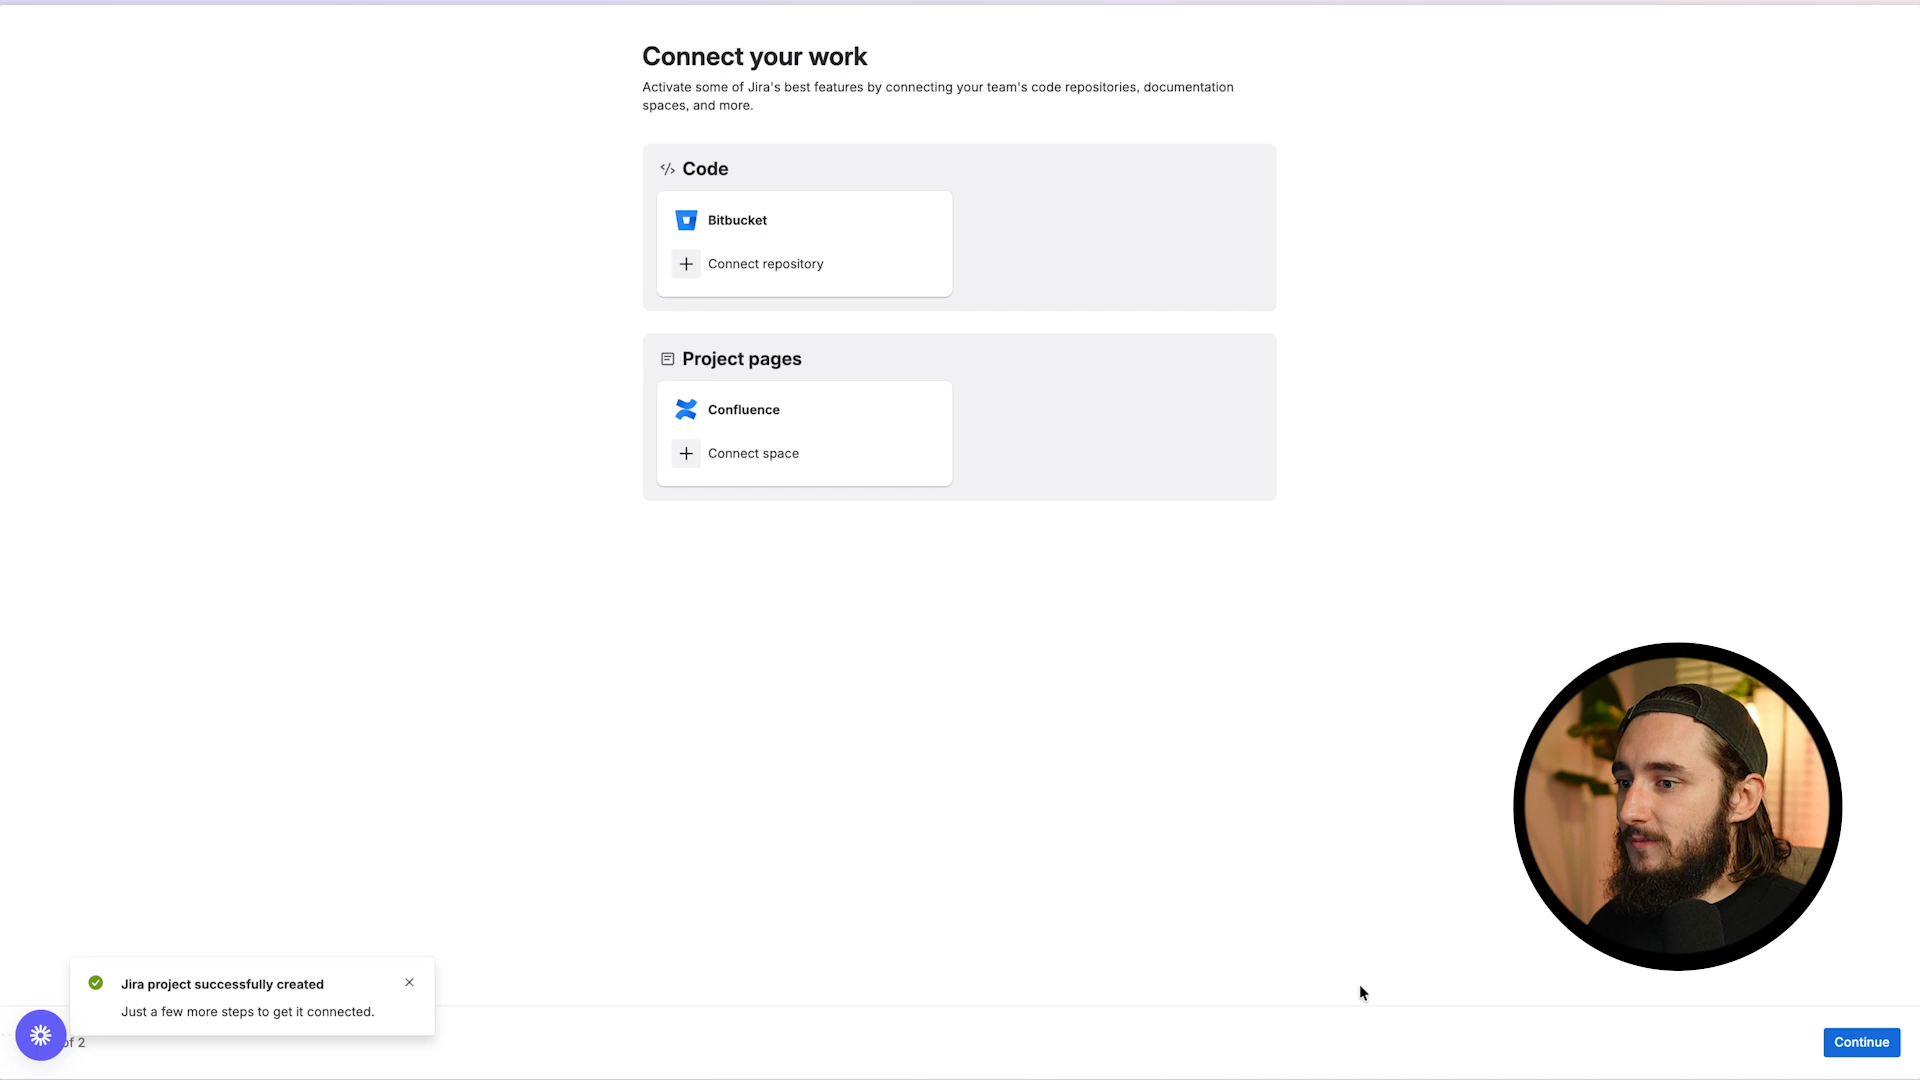 Connect your work
Activate some of Jira's best features by connecting your team's code repositories, documentation
spaces, and more.
</> Code
Bitbucket
+ Connect repository
Project pages
Confluence
+ Connect space
Jira project successfully created
Just a few more steps to get it connected.
of 2
Continue